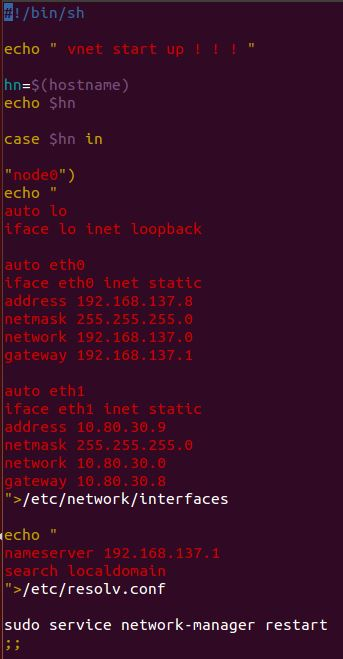 #!/bin/sh
echo " vnet start up ! ! ! "
hn=$(hostname)
echo $hn
case $hn in
"node0")
echo "
auto lo
iface lo inet loopback
auto eth0
iface eth0 inet static
address 192.168.137.8
netmask 255.255.255.0
network 192.168.137.0
gateway 192.168.137.1
auto eth1
iface eth1 inet static
address 10.80.30.9
netmask 255.255.255.0
network 10.80.30.0
gateway 10.80.30.8
">/etc/network/interfaces
echo "
nameserver 192.168.137.1
search localdomain
">/etc/resolv.conf
sudo service network-manager restart
;;